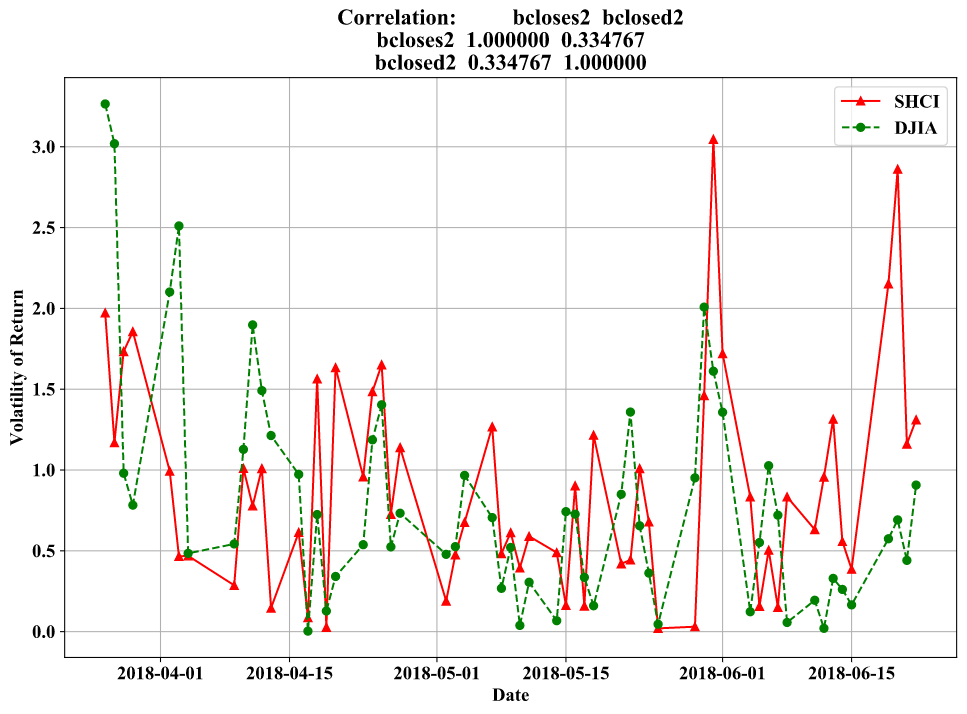 Correlation: bcloses2 bclosed2
bcloses2 1.000000 0.334767
bclosed2 0.334767 1.000000
SHCI
DJIA
Volatility of Return
3.0
2.5
2.0
1.5
1.0
0.5
0.0
2018-04-01 2018-04-15 2018-05-01 2018-05-15 2018-06-01 2018-06-15
Date